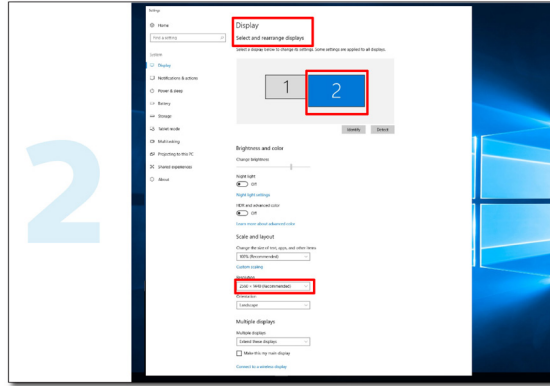 2
Settings
Home
Find a setting
System
Display
Notifications & actions
Power & sleep
Battery
Storage
Tablet mode
Multitasking
Projecting to this PC
Shared experiences
About
Display
Select and rearrange displays
Select a display below to change its settings. Some settings are applied to all displays.
1
2
Identify
Detect
Brightness and color
Change brightness
Night light
Off
Night light settings
HDR and advanced color
Off
Learn more about advanced color
Scale and layout
Change the size of text, apps, and other items
100% (Recommended)
Custom scaling
Resolution
2560 × 1440 (Recommended)
Orientation
Landscape
Multiple displays
Multiple displays
Extend these displays
Make this my main display
Connect to a wireless display